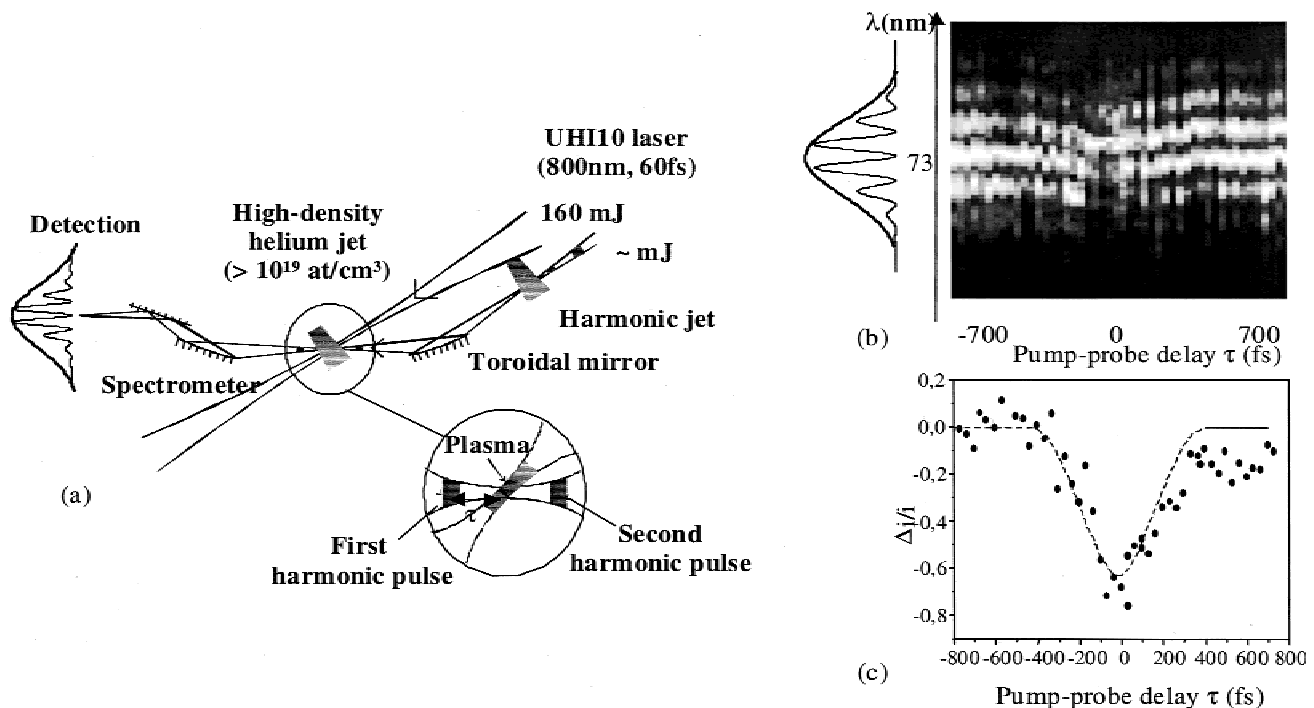 UHI10 laser
(800nm, 60fs)
160 mJ
~ mJ
High-density
helium jet
(> 10¹⁹ at/cm³)
Detection
Harmonic jet
Toroidal mirror
Spectrometer
Plasma
τ
First
harmonic pulse
Second
harmonic pulse
(a)
λ(nm)
73
-700 0 700
Pump-probe delay τ (fs)
(b)
0,2
0,0
-0,2
-0,4
-0,6
-0,8
Δi/i
-800 -600 -400 -200 0 200 400 600 800
Pump-probe delay τ (fs)
(c)